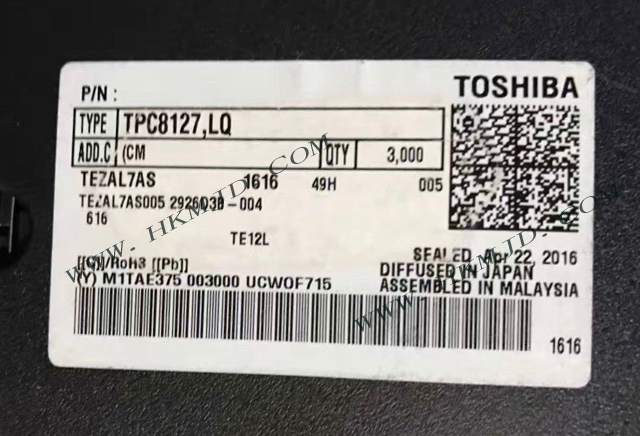 TOSHIBA
P/N :
TYPE TPC8127,LQ
ADD.C (CM QTY 3,000
TEZAL7AS 1616 49H 005
TEZAL7AS005 2926D3B-004
616
TE12L
[[G]]/RoHS [[Pb]]
SEALED Apr 22, 2016
DIFFUSED IN JAPAN
ASSEMBLED IN MALAYSIA
(Y) M1TAE375 003000 UCWOF715
1616
WWW.HKMJD.COM
WWW.HKMJD.COM